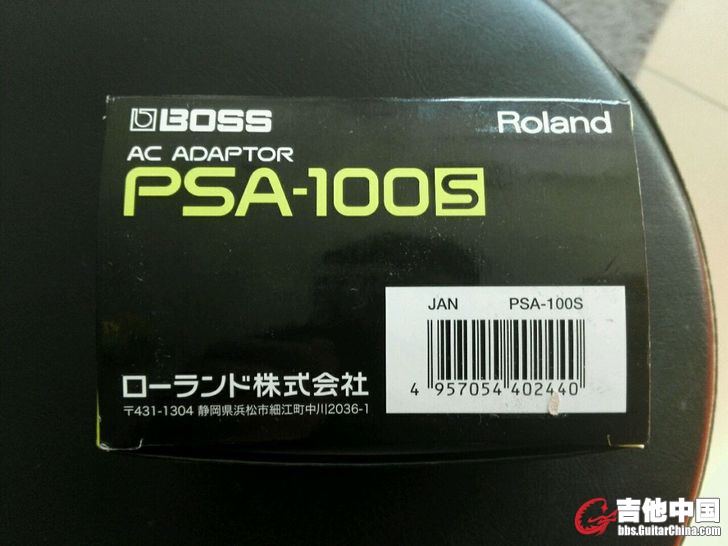 BOSS
Roland
AC ADAPTOR
PSA-100S
JAN PSA-100S
4 957054 402440
ローランド株式会社
〒431-1304 静岡県浜松市細江町中川2036-1
吉他中国
bbs.GuitarChina.com